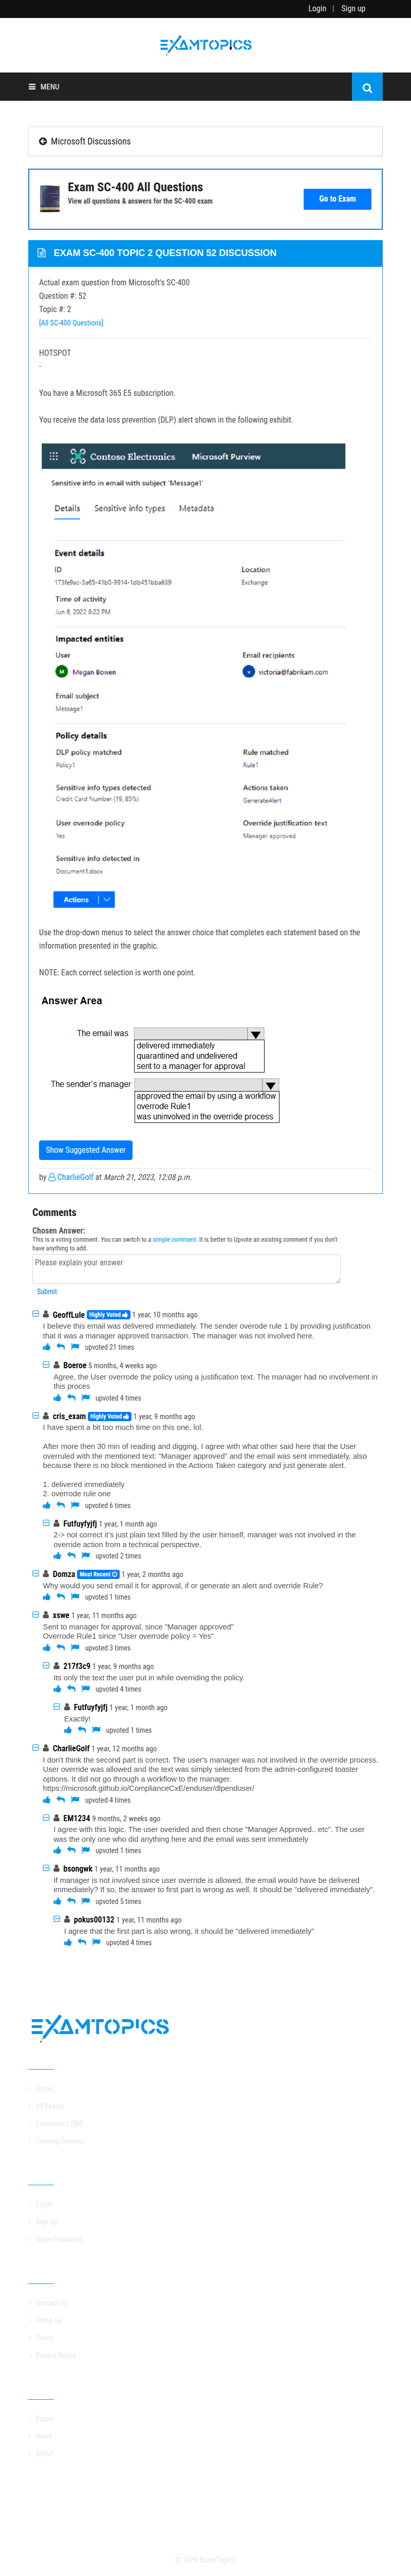 Login | Sign up
EXAMTOPICS
MENU
Microsoft Discussions
Exam SC-400 All Questions
View all questions & answers for the SC-400 exam
Go to Exam
EXAM SC-400 TOPIC 2 QUESTION 52 DISCUSSION
Actual exam question from Microsoft's SC-400
Question #: 52
Topic #: 2
[All SC-400 Questions]
HOTSPOT
-
You have a Microsoft 365 E5 subscription.
You receive the data loss prevention (DLP) alert shown in the following exhibit.
Contoso Electronics Microsoft Purview
Sensitive info in email with subject 'Message1'
Details Sensitive info types Metadata
Event details
ID Location
173fe9ac-3a65-41b0-9914-1db451bba639 Exchange
Time of activity
Jun 6, 2022 8:22 PM
Impacted entities
User Email recipients
M Megan Bowen v victoria@fabrikam.com
Email subject
Message1
Policy details
DLP policy matched Rule matched
Policy1 Rule1
Sensitive info types detected Actions taken
Credit Card Number (19, 85%) GenerateAlert
User overrode policy Override justification text
Yes Manager approved
Sensitive info detected in
Document1.docx
Actions
Use the drop-down menus to select the answer choice that completes each statement based on the
information presented in the graphic.
NOTE: Each correct selection is worth one point.
Answer Area
The email was
delivered immediately
quarantined and undelivered
sent to a manager for approval
The sender's manager
approved the email by using a workflow
overrode Rule1
was uninvolved in the override process
Show Suggested Answer
by CharlieGolf at March 21, 2023, 12:08 p.m.
Comments
Chosen Answer:
This is a voting comment. You can switch to a simple comment. It is better to Upvote an existing comment if you don't
have anything to add.
Please explain your answer
Submit
GeoffLule Highly Voted 1 year, 10 months ago
I believe this email was delivered immediately. The sender overode rule 1 by providing justification
that it was a manager approved transaction. The manager was not involved here.
upvoted 21 times
Boeroe 5 months, 4 weeks ago
Agree, the User overrode the policy using a justification text. The manager had no involvement in
this proces
upvoted 4 times
cris_exam Highly Voted 1 year, 9 months ago
I have spent a bit too much time on this one, lol.
After more then 30 min of reading and digging, I agree with what other said here that the User
overruled with the mentioned text: "Manager approved" and the email was sent immediately, also
because there is no block mentioned in the Actions Taken category and just generate alert.
1. delivered immediately
2. overrode rule one
upvoted 6 times
Futfuyfyjfj 1 year, 1 month ago
2-> not correct it's just plain text filled by the user himself, manager was not involved in the
override action from a technical perspective.
upvoted 2 times
Domza Most Recent 1 year, 2 months ago
Why would you send email it for approval, if or generate an alert and override Rule?
upvoted 1 times
xswe 1 year, 11 months ago
Sent to manager for approval, since "Manager approved"
Overrode Rule1 since "User overrode policy = Yes"
upvoted 3 times
217f3c9 1 year, 9 months ago
Its only the text the user put in while overriding the policy.
upvoted 4 times
Futfuyfyjfj 1 year, 1 month ago
Exactly!
upvoted 1 times
CharlieGolf 1 year, 12 months ago
I don't think the second part is correct. The user's manager was not involved in the override process.
User override was allowed and the text was simply selected from the admin-configured toaster
options. It did not go through a workflow to the manager.
https://microsoft.github.io/ComplianceCxE/enduser/dlpenduser/
upvoted 4 times
EM1234 9 months, 2 weeks ago
I agree with this logic. The user overided and then chose "Manager Approved.. etc". The user
was the only one who did anything here and the email was sent immediately
upvoted 1 times
bsongwk 1 year, 11 months ago
If manager is not involved since user override is allowed, the email would have be delivered
immediately? If so, the answer to first part is wrong as well. It should be "delivered immediately".
upvoted 5 times
pokus00132 1 year, 11 months ago
I agree that the first part is also wrong, it should be "delivered immediately"
upvoted 4 times
EXAMTOPICS
Home
All Exams
Examtopics PRO
Training Courses
Login
Sign up
Reset Password
Contact Us
About Us
Terms
Privacy Policy
Forum
News
DMCA
© 2024 ExamTopics